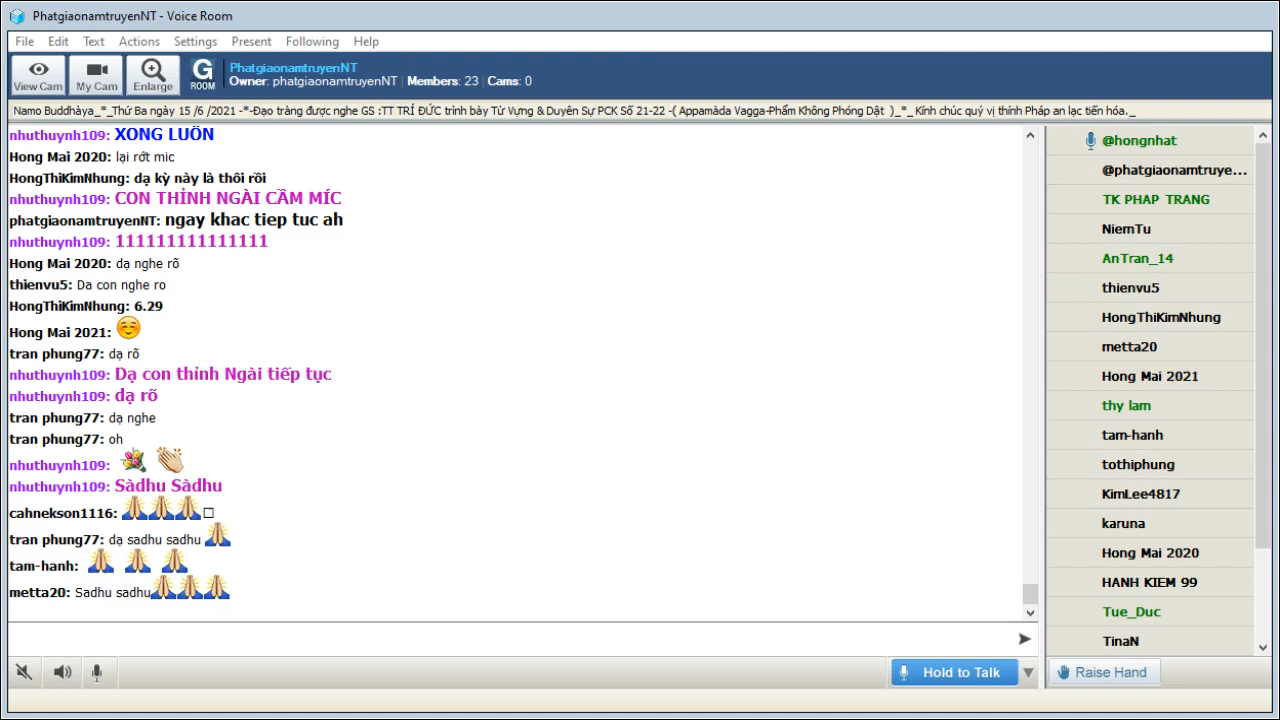 PhatgiaonamtruyenNT - Voice Room
File Edit Text Actions Settings Present Following Help
View Cam
My Cam
Enlarge
G
ROOM
PhatgiaonamtruyenNT
Owner: phatgiaonamtruyenNT Members: 23 Cams: 0
Namo Buddhàya_*_Thứ Ba ngày 15 /6 /2021 -*-Đạo tràng được nghe GS :TT TRÍ ĐỨC trình bày Từ Vựng & Duyên Sự PCK Số 21-22 -( Appamàda Vagga-Phẩm Không Phóng Dật )_*_ Kính chúc quý vị thính Pháp an lạc tiến hóa._
nhuthuynh109: XONG LUÔN
Hong Mai 2020: lại rớt mic
HongThiKimNhung: dạ kỳ này là thôi rồi
nhuthuynh109: CON THỈNH NGÀI CẦM MÍC
phatgiaonamtruyenNT: ngay khac tiep tuc ah
nhuthuynh109: 111111111111111
Hong Mai 2020: dạ nghe rõ
thienvu5: Da con nghe ro
HongThiKimNhung: 6.29
Hong Mai 2021:
tran phung77: dạ rõ
nhuthuynh109: Dạ con thỉnh Ngài tiếp tục
nhuthuynh109: dạ rõ
tran phung77: dạ nghe
tran phung77: oh
nhuthuynh109:
nhuthuynh109: Sàdhu Sàdhu
cahnekson1116:
tran phung77: dạ sadhu sadhu
tam-hanh:
metta20: Sadhu sadhu
@hongnhat
@phatgiaonamtruye...
TK PHAP TRANG
NiemTu
AnTran_14
thienvu5
HongThiKimNhung
metta20
Hong Mai 2021
thy lam
tam-hanh
tothiphung
KimLee4817
karuna
Hong Mai 2020
HANH KIEM 99
Tue_Duc
TinaN
Hold to Talk
Raise Hand